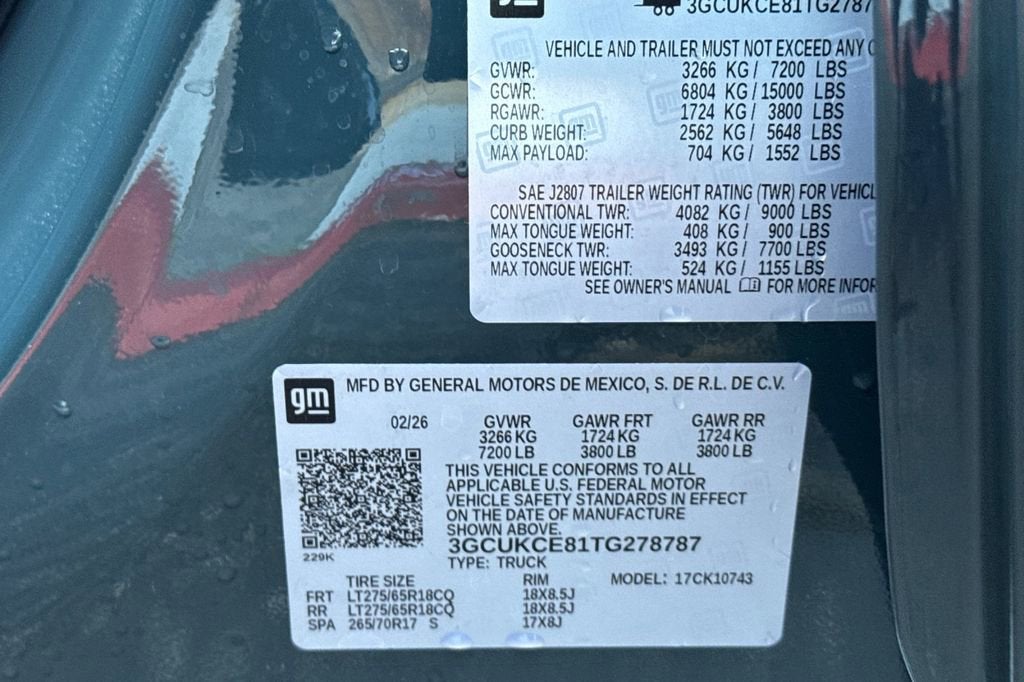 gm
3GCUKCE81TG2787
VEHICLE AND TRAILER MUST NOT EXCEED ANY
GVWR: 3266 KG / 7200 LBS
GCWR: 6804 KG / 15000 LBS
RGAWR: 1724 KG / 3800 LBS
CURB WEIGHT: 2562 KG / 5648 LBS
MAX PAYLOAD: 704 KG / 1552 LBS
SAE J2807 TRAILER WEIGHT RATING (TWR) FOR VEHICL
CONVENTIONAL TWR: 4082 KG / 9000 LBS
MAX TONGUE WEIGHT: 408 KG / 900 LBS
GOOSENECK TWR: 3493 KG / 7700 LBS
MAX TONGUE WEIGHT: 524 KG / 1155 LBS
SEE OWNER'S MANUAL FOR MORE INFOR
gm MFD BY GENERAL MOTORS DE MEXICO, S. DE R.L. DE C.V.
02/26 GVWR GAWR FRT GAWR RR
3266 KG 1724 KG 1724 KG
7200 LB 3800 LB 3800 LB
THIS VEHICLE CONFORMS TO ALL
APPLICABLE U.S. FEDERAL MOTOR
VEHICLE SAFETY STANDARDS IN EFFECT
ON THE DATE OF MANUFACTURE
SHOWN ABOVE.
3GCUKCE81TG278787
229K
TYPE: TRUCK
TIRE SIZE RIM MODEL: 17CK10743
FRT LT275/65R18CQ 18X8.5J
RR LT275/65R18CQ 18X8.5J
SPA 265/70R17 S 17X8J